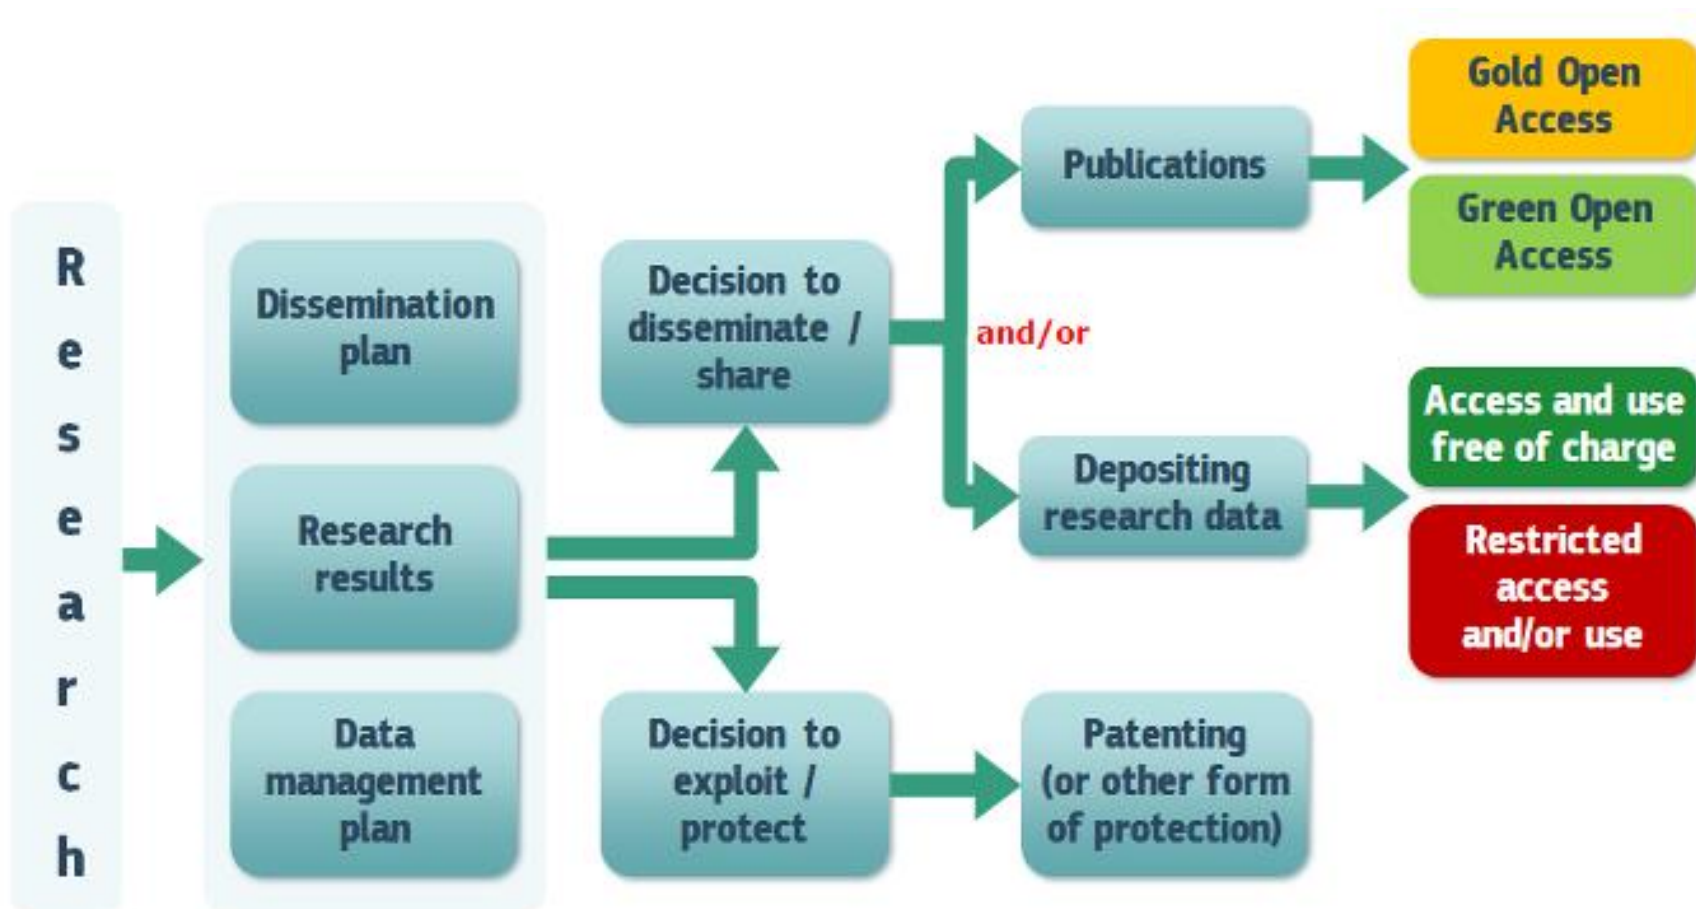 Research
Dissemination
plan
Research
results
Data
management
plan
Decision to
disseminate /
share
Decision to
exploit /
protect
and/or
Publications
Depositing
research data
Patenting
(or other form
of protection)
Gold Open
Access
Green Open
Access
Access and use
free of charge
Restricted
access
and/or use